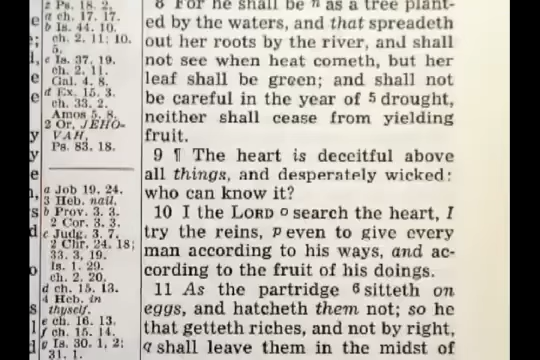 z Ps. 18. 2.
a ch. 17. 17.
b Is. 44. 10.
ch. 2. 11; 10.
5.
c Is. 37. 19.
ch. 2. 11.
Gal. 4. 8.
d Ex. 15. 3.
ch. 33. 2.
Amos 5. 8.
2 Or, JEHO-
VAH,
Ps. 83. 18.
a Job 19. 24.
3 Heb. nail,
b Prov. 3. 3.
2 Cor. 3. 3.
c Judg. 3. 7.
2 Chr. 24. 18;
33. 3, 19.
Is. 1. 29.
ch. 2. 20.
d ch. 15. 13.
4 Heb. in
thyself.
e ch. 16. 13.
f ch. 15. 14.
g Is. 30. 1, 2;
31. 1.
8 For he shall be n as a tree plant-
ed by the waters, and that spreadeth
out her roots by the river, and shall
not see when heat cometh, but her
leaf shall be green; and shall not
be careful in the year of 5 drought,
neither shall cease from yielding
fruit.
9 ¶ The heart is deceitful above
all things, and desperately wicked:
who can know it?
10 I the LORD o search the heart, I
try the reins, p even to give every
man according to his ways, and ac-
cording to the fruit of his doings.
11 As the partridge 6 sitteth on
eggs, and hatcheth them not; so he
that getteth riches, and not by right,
q shall leave them in the midst of